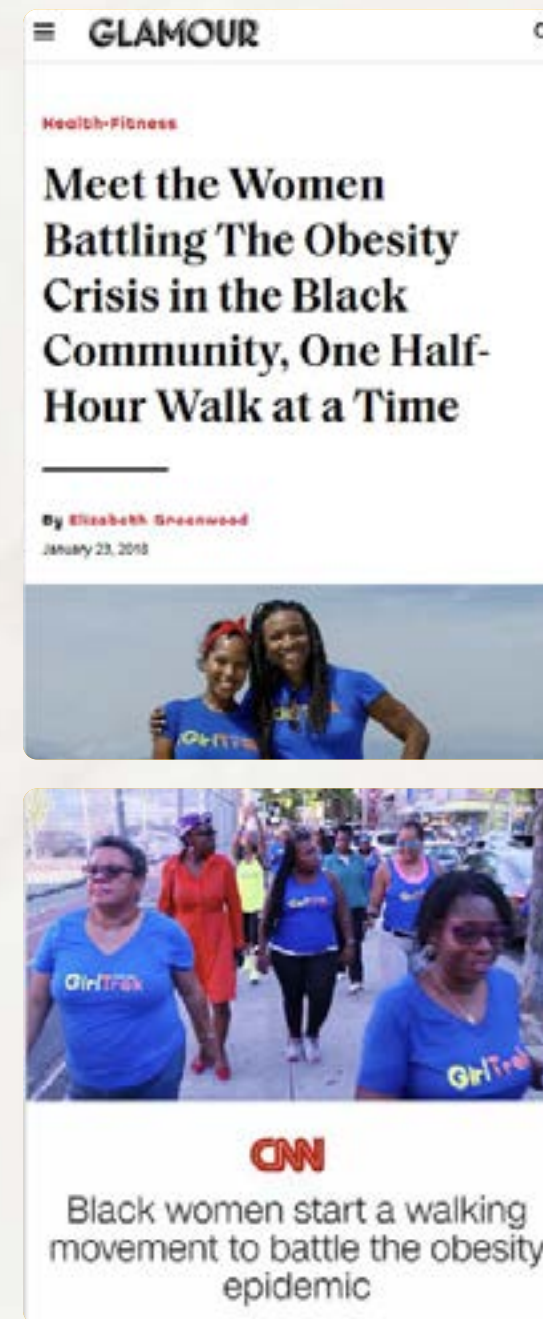 GLAMOUR
Health-Fitness
Meet the Women
Battling The Obesity
Crisis in the Black
Community, One Half-
Hour Walk at a Time
By Elizabeth Greenwood
January 23, 2018
GirlTrek
GirlTrek
GirlTrek
GirlTrek
CNN
Black women start a walking
movement to battle the obesity
epidemic